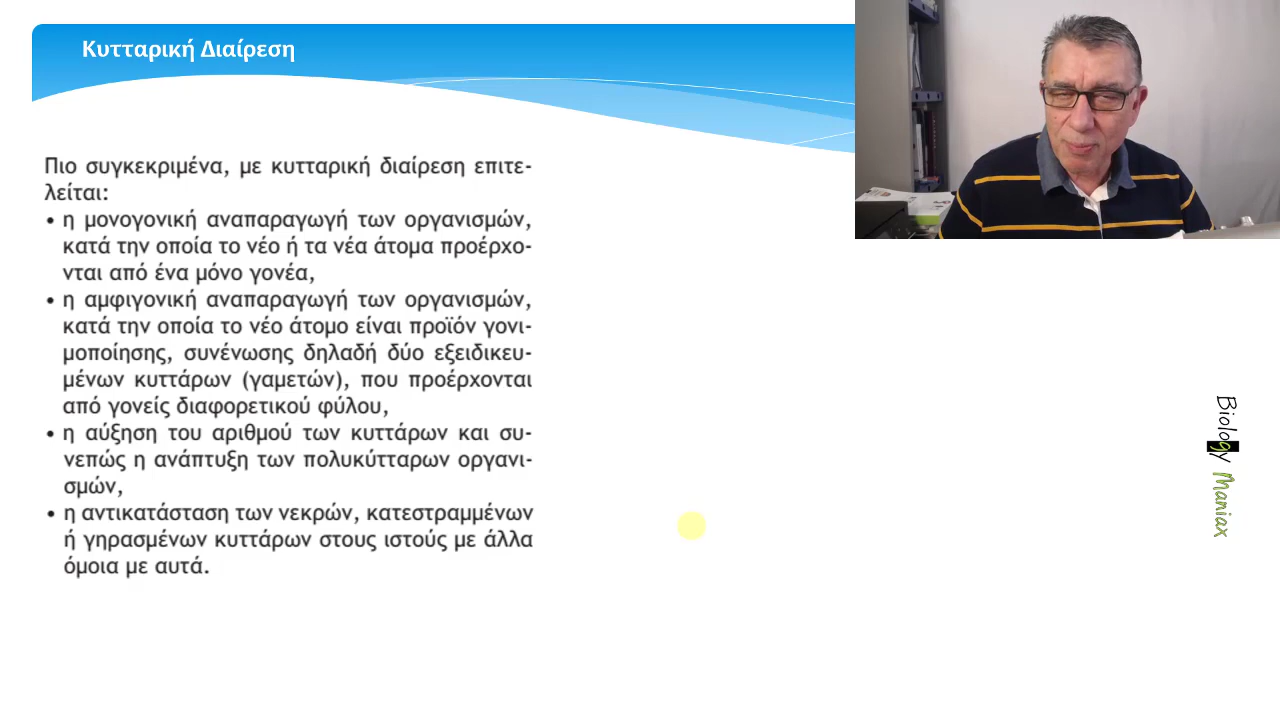 Κυτταρική Διαίρεση
Πιο συγκεκριμένα, με κυτταρική διαίρεση επιτε-
λείται:
• η μονογονική αναπαραγωγή των οργανισμών,
κατά την οποία το νέο ή τα νέα άτομα προέρχο-
νται από ένα μόνο γονέα,
• η αμφιγονική αναπαραγωγή των οργανισμών,
κατά την οποία το νέο άτομο είναι προϊόν γονι-
μοποίησης, συνένωσης δηλαδή δύο εξειδικευ-
μένων κυττάρων (γαμετών), που προέρχονται
από γονείς διαφορετικού φύλου,
• η αύξηση του αριθμού των κυττάρων και συ-
νεπώς η ανάπτυξη των πολυκύτταρων οργανι-
σμών,
• η αντικατάσταση των νεκρών, κατεστραμμένων
ή γηρασμένων κυττάρων στους ιστούς με άλλα
όμοια με αυτά.
Biology Maniax